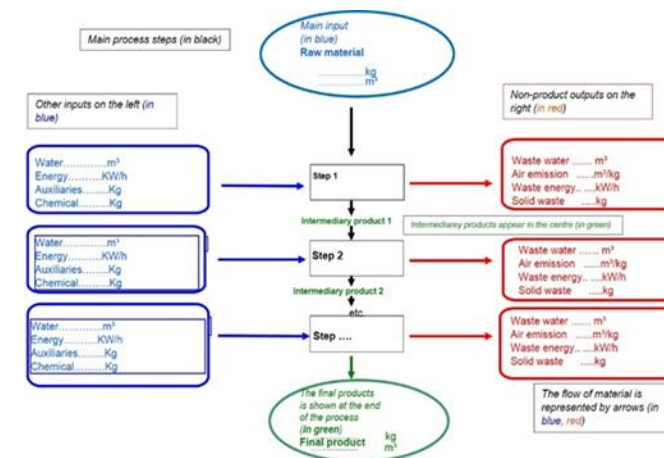 Main process steps (in black)
Main input
(in blue)
Raw material
............... kg
............... m³
Other inputs on the left (in
blue)
Non-product outputs on the
right (in red)
Water............m³
Energy..........KW/h
Auxiliaries.......Kg
Chemical........Kg
Step 1
Waste water ....... m³
Air emission ......m³/kg
Waste energy.. ....kW/h
Solid waste .....kg
Intermediary product 1
Intermediarey products appear in the centre (in green)
Water............m³
Energy..........KW/h
Auxiliaries.......Kg
Chemical........Kg
Step 2
Waste water ....... m³
Air emission ......m³/kg
Waste energy.. ....kW/h
Solid waste .....kg
Intermediary product 2
etc.
Water............m³
Energy..........KW/h
Auxiliaries.......Kg
Chemical........Kg
Step ....
Waste water ....... m³
Air emission ......m³/kg
Waste energy.. ....kW/h
Solid waste .....kg
The final products
is shown at the end
of the process
(in green)
Final product kg
............... m³
The flow of material is
represented by arrows (in
blue, red)